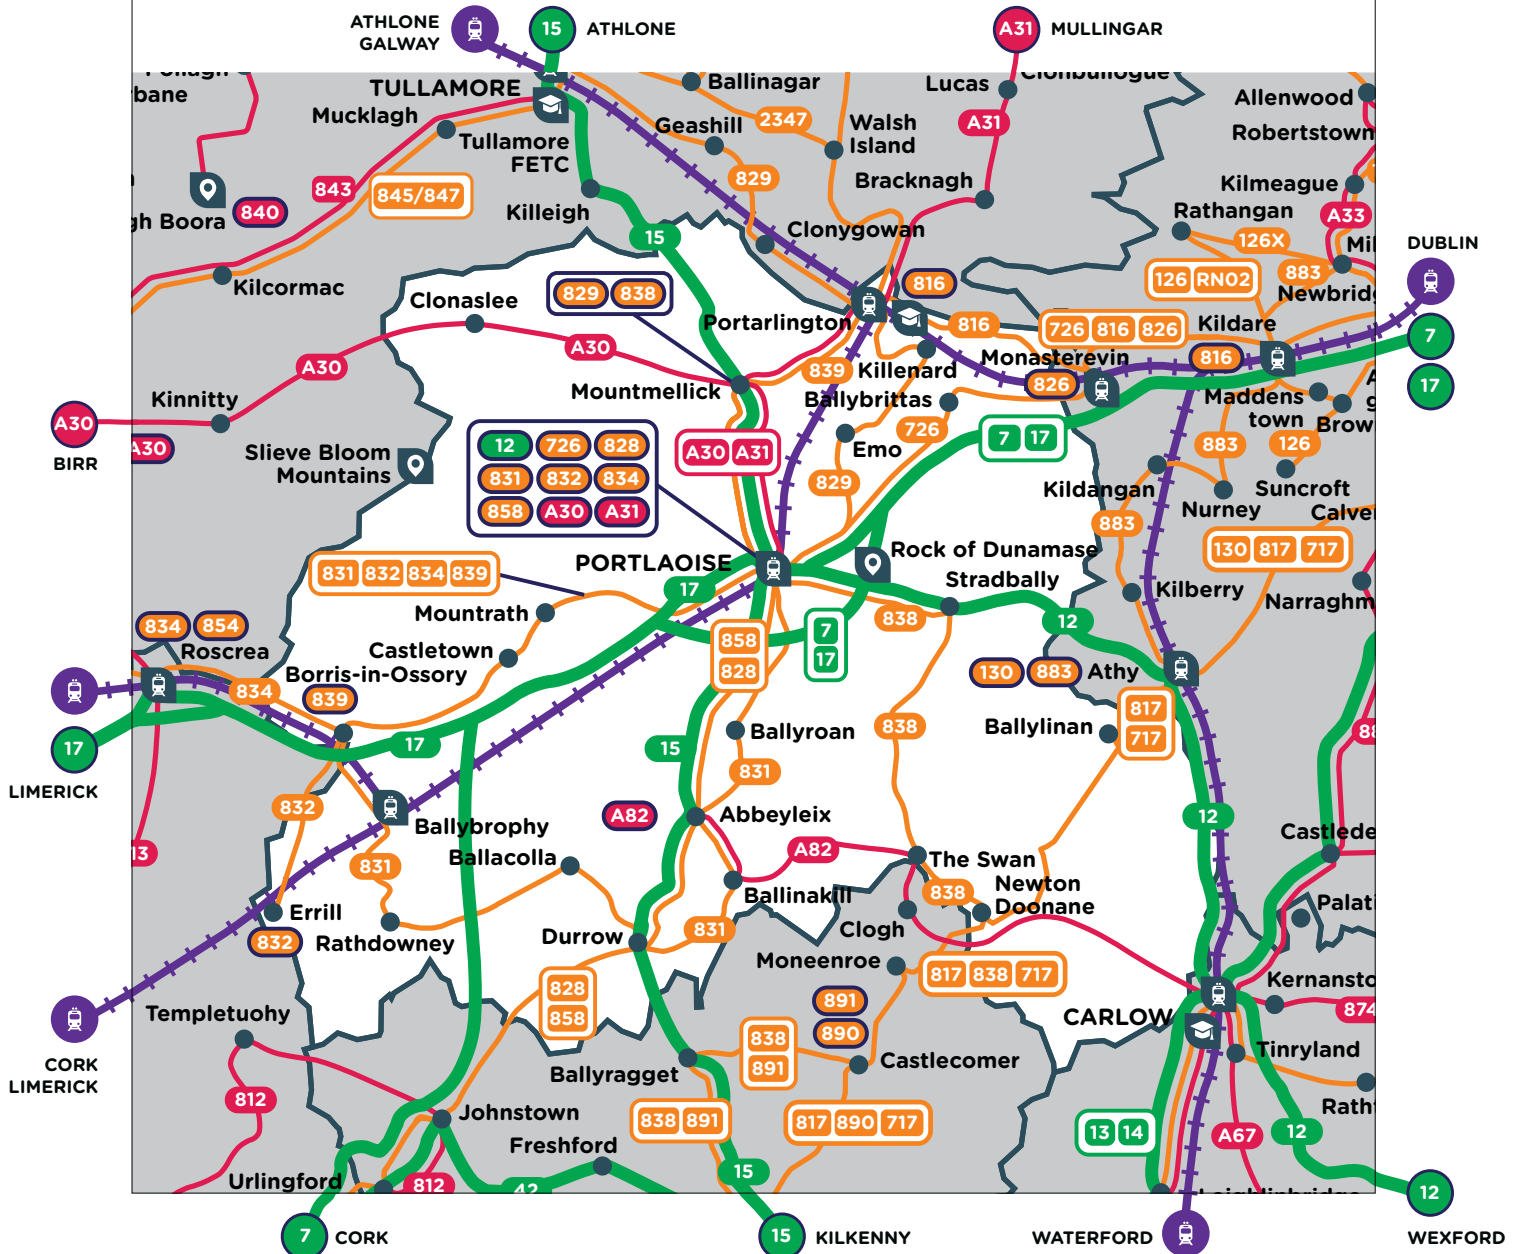 ATHLONE
GALWAY
15
ATHLONE
A31
MULLINGAR
TULLAMORE
Mucklagh
Tullamore
FETC
Ballinagar
Lucas
Clonbullogue
Allenwood
Robertstown
Geashill
2347
Walsh
Island
A31
843
845/847
829
Bracknagh
Kilmeague
840
gh Boora
Killeigh
Rathangan
A33
Clonygowan
15
126X
Kilcormac
126 RN02
883
DUBLIN
Clonaslee
829 838
816
Newbridg
Portarlington
816
726 816 826
Kildare
7
A30
A30
Mountmellick
839
Killenard
Monasterevin
826
816
17
Kinnitty
Ballybrittas
Maddens
town
Brow
A30
BIRR
A30
Slieve Bloom
Mountains
12 726 828
831 832 834
858 A30 A31
A30 A31
Emo
726
7 17
883
126
829
Kildangan
Nurney
Suncroft
Calve
883
130 817 717
PORTLAOISE
Rock of Dunamase
Stradbally
831 832 834 839
17
Kilberry
Narraghm
Mountrath
838
12
834 854
Roscrea
858
828
7
17
Castletown
Borris-in-Ossory
834
839
130 883
Athy
817
717
Ballylinan
17
LIMERICK
17
15
Ballyroan
838
831
832
A82
Abbeyleix
12
Ballybrophy
Castlede
13
Ballacolla
A82
The Swan
831
Ballinakill
838
Newton
Doonane
Errill
832
Rathdowney
Durrow
831
Clogh
Palati
Moneenroe
817 838 717
828
858
891
890
Kernansto
Templetuohy
CARLOW
874
CORK
LIMERICK
838
891
Castlecomer
Tinryland
Ballyragget
812
Johnstown
838 891
817 890 717
13 14
A67
12
Freshford
Urlingford
812
42
15
12
7
CORK
15
KILKENNY
WATERFORD
WEXFORD